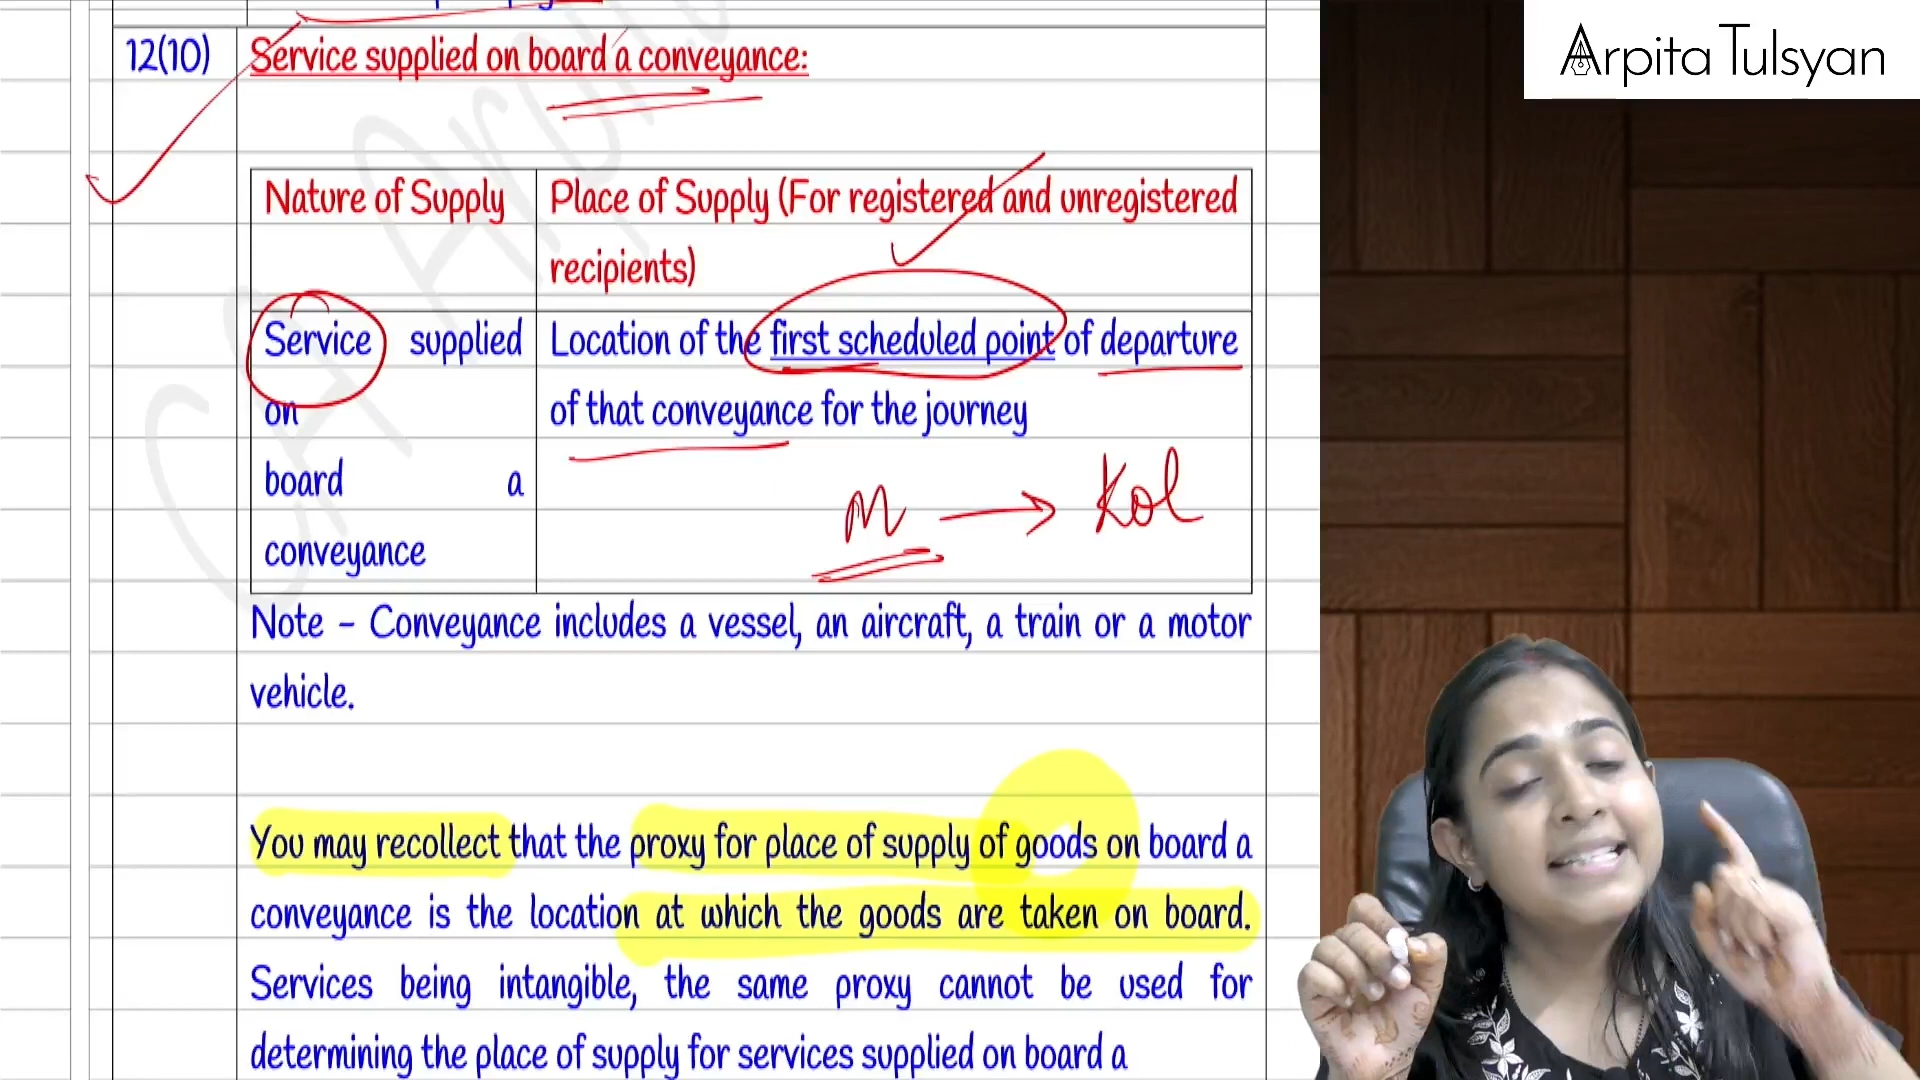 Arpita Tulsyan
12(10) Service supplied on board a conveyance:
Nature of Supply
Place of Supply (For registered and unregistered
recipients)
Service supplied
on
board a
conveyance
Location of the first scheduled point of departure
of that conveyance for the journey
M → Kol
Note - Conveyance includes a vessel, an aircraft, a train or a motor
vehicle.
You may recollect that the proxy for place of supply of goods on board a
conveyance is the location at which the goods are taken on board.
Services being intangible, the same proxy cannot be used for
determining the place of supply for services supplied on board a
CA Arpit